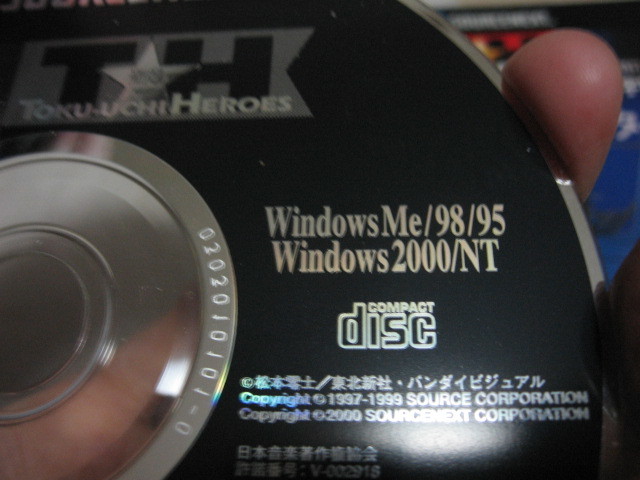 TH
TOKU-UCHI HEROES
Windows Me/98/95
Windows 2000/NT
COMPACT
disc
020201010101-0
©松本零士／東北新社・バンダイビジュアル
Copyright ©1997-1999 SOURCE CORPORATION
Copyright ©2000 SOURCENEXT CORPORATION
日本音楽著作権協会
許諾番号：V-002918